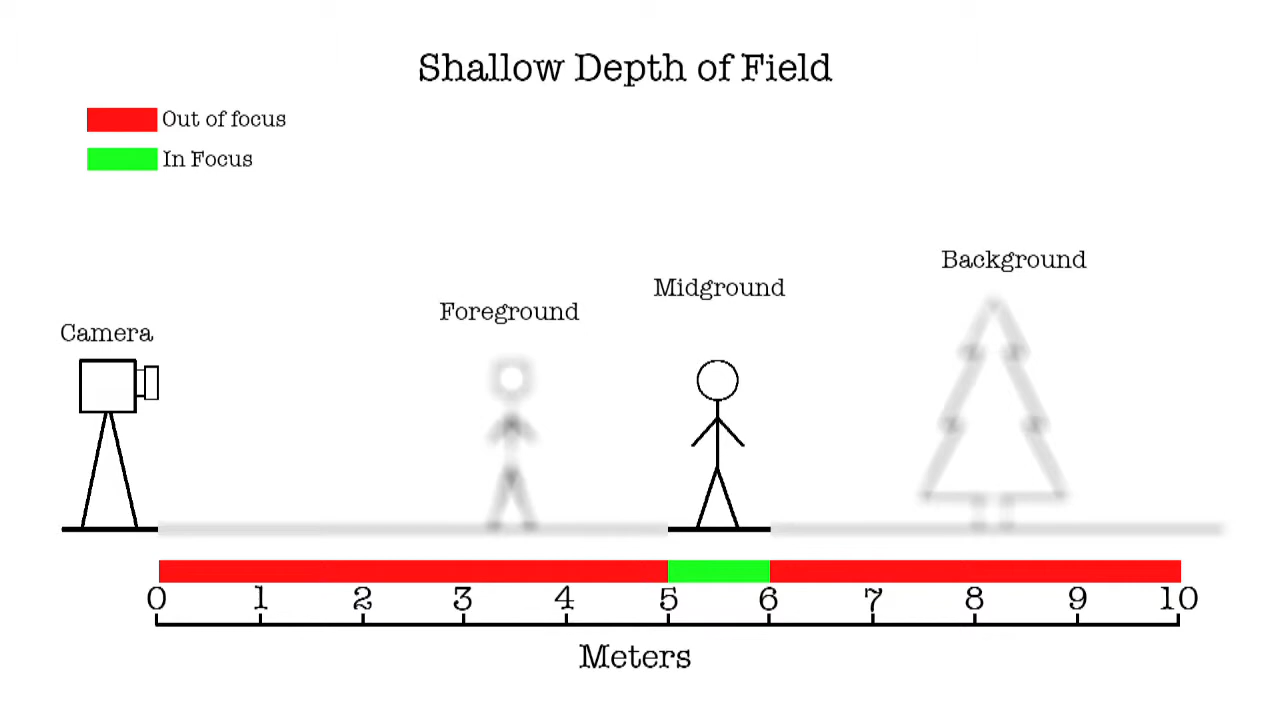 Shallow Depth of Field
Out of focus
In Focus
Background
Midground
Foreground
Camera
0 1 2 3 4 5 6 7 8 9 10
Meters